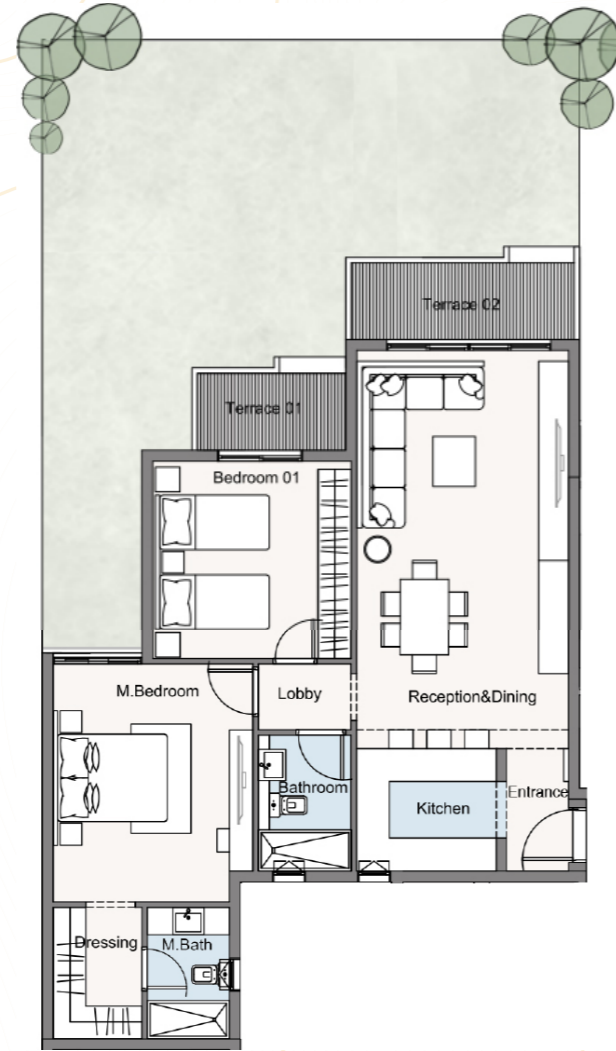 Terrace 02
Terrace 01
Bedroom 01
M.Bedroom
Lobby
Reception&Dining
Bathroom
Kitchen
Entrance
Dressing
M.Bath